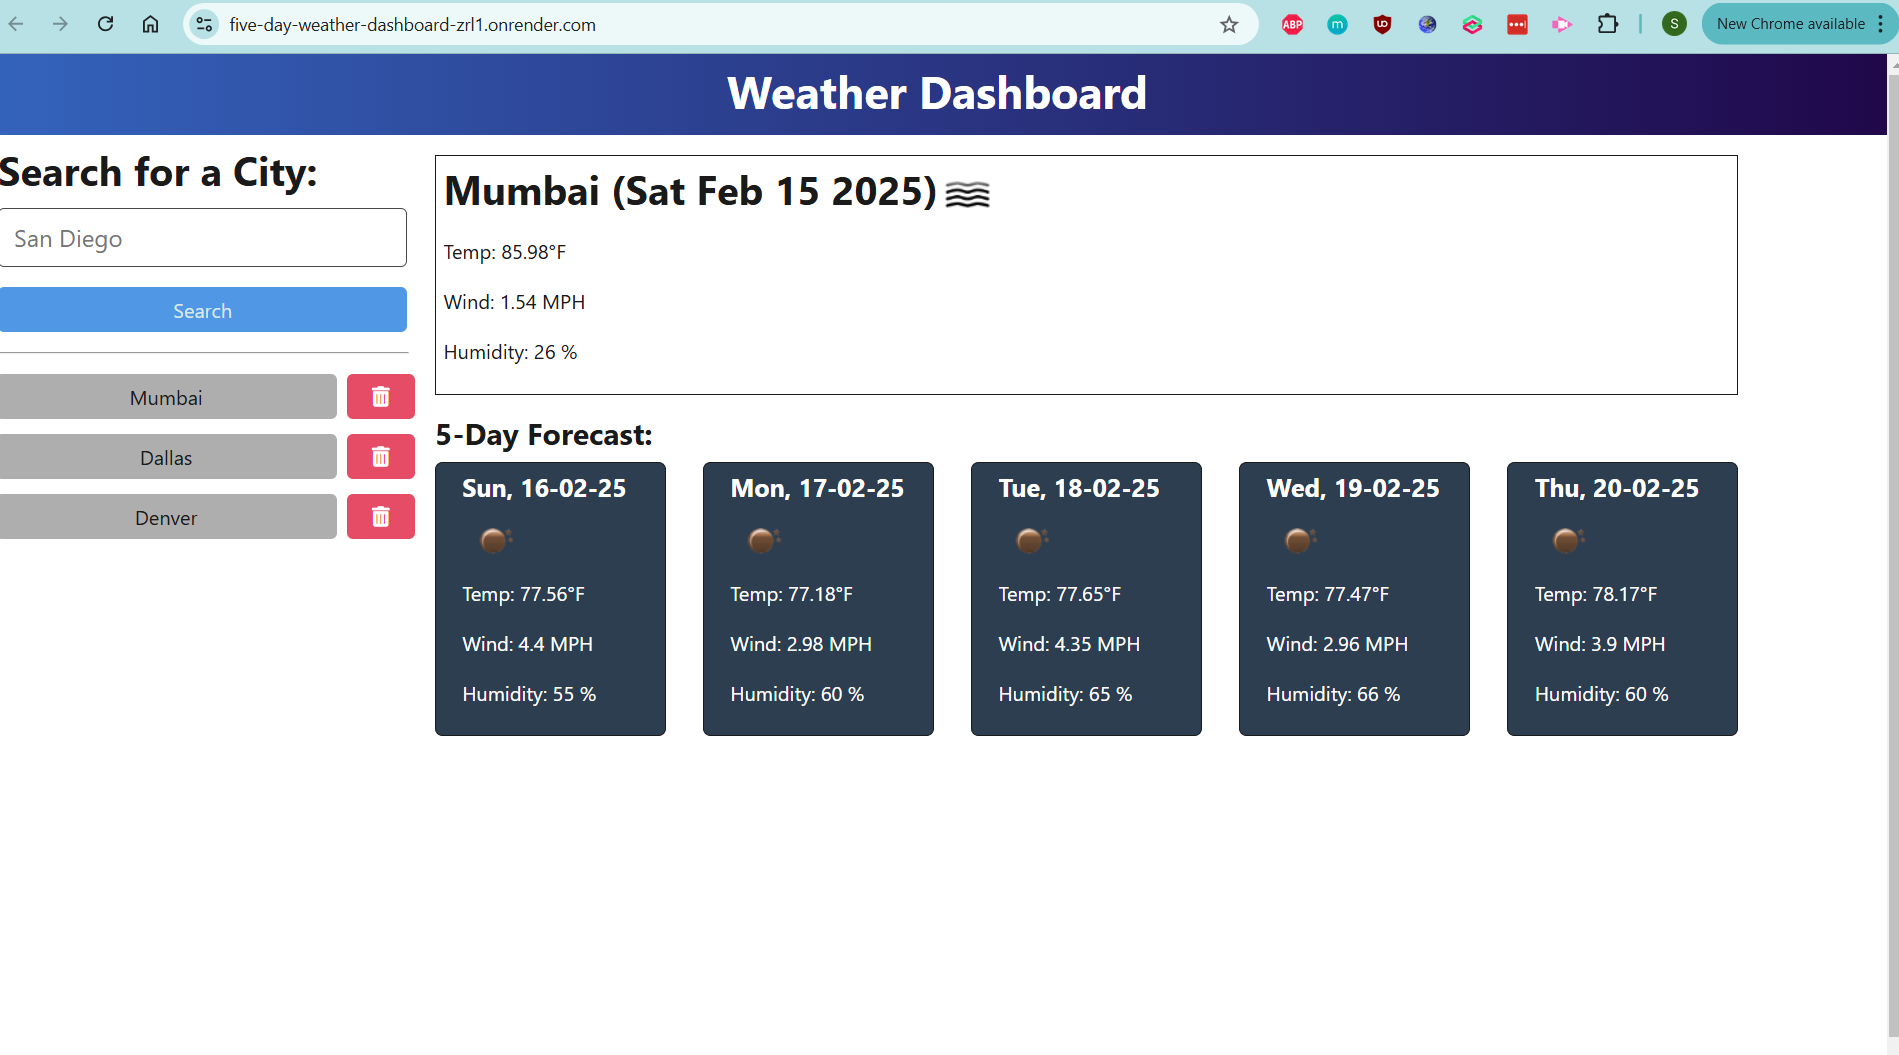 five-day-weather-dashboard-zrl1.onrender.com
ABP
m
S
New Chrome available
Weather Dashboard
Search for a City:
San Diego
Search
Mumbai
Dallas
Denver
Mumbai (Sat Feb 15 2025)
Temp: 85.98°F
Wind: 1.54 MPH
Humidity: 26 %
5-Day Forecast:
Sun, 16-02-25
Temp: 77.56°F
Wind: 4.4 MPH
Humidity: 55 %
Mon, 17-02-25
Temp: 77.18°F
Wind: 2.98 MPH
Humidity: 60 %
Tue, 18-02-25
Temp: 77.65°F
Wind: 4.35 MPH
Humidity: 65 %
Wed, 19-02-25
Temp: 77.47°F
Wind: 2.96 MPH
Humidity: 66 %
Thu, 20-02-25
Temp: 78.17°F
Wind: 3.9 MPH
Humidity: 60 %